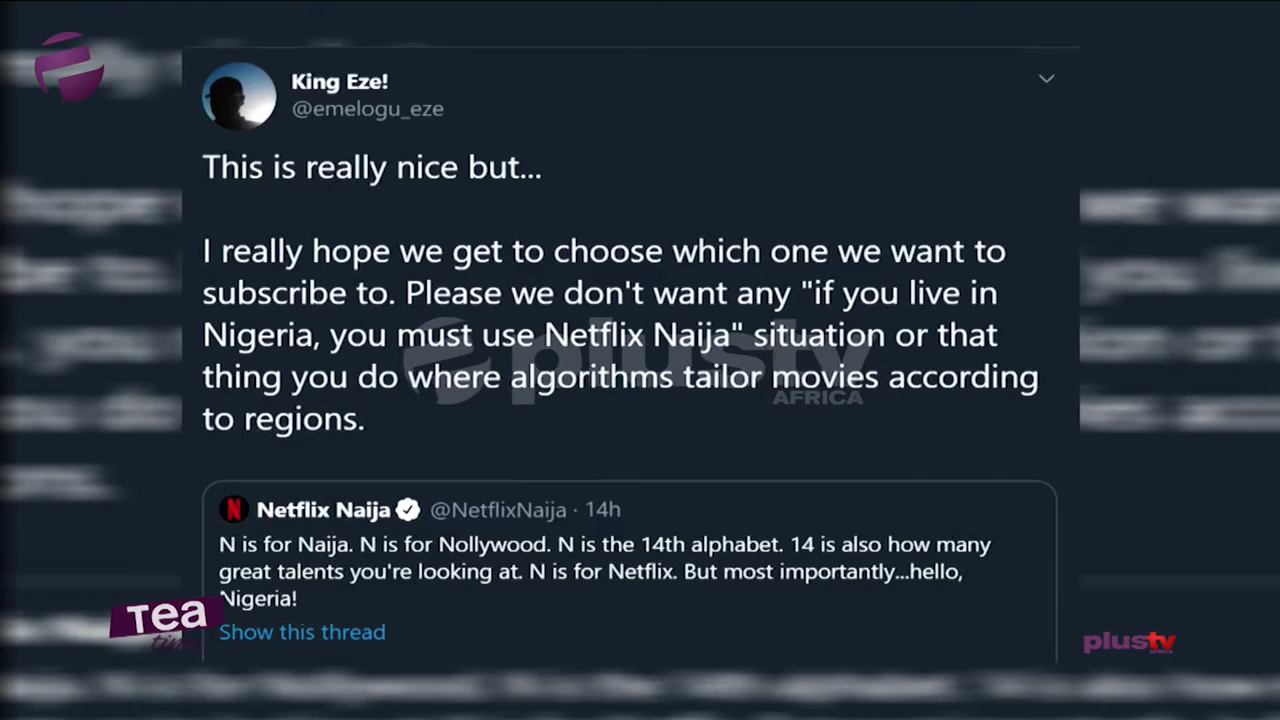 King Eze!
@emelogu_eze
This is really nice but...
I really hope we get to choose which one we want to
subscribe to. Please we don't want any "if you live in
Nigeria, you must use Netflix Naija" situation or that
thing you do where algorithms tailor movies according
to regions.
plustv
AFRICA
N Netflix Naija @NetflixNaija · 14h
N is for Naija. N is for Nollywood. N is the 14th alphabet. 14 is also how many
great talents you're looking at. N is for Netflix. But most importantly...hello,
Nigeria!
Show this thread
Tea
time
plustv
AFRICA